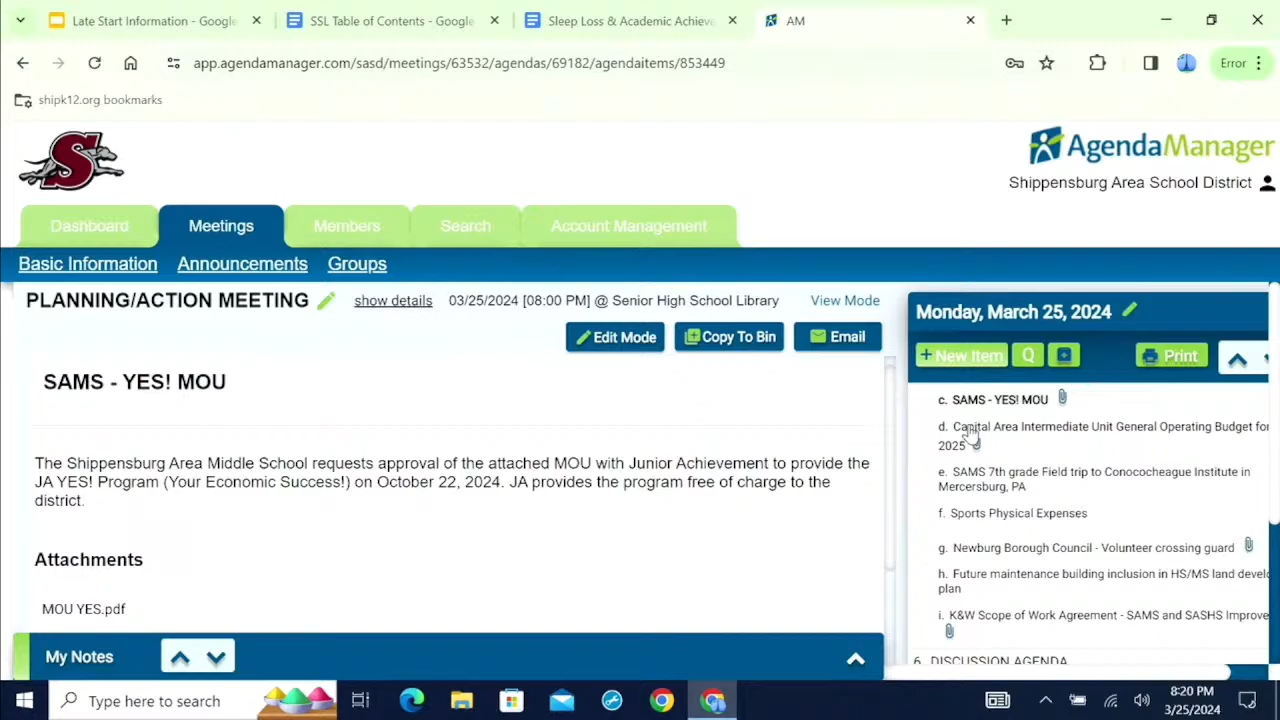 Late Start Information - Google
SSL Table of Contents - Google
Sleep Loss & Academic Achieve
AM
app.agendamanager.com/sasd/meetings/63532/agendas/69182/agendaitems/853449
Error
shipk12.org bookmarks
S
AgendaManager
Shippensburg Area School District
Dashboard
Meetings
Members
Search
Account Management
Basic Information
Announcements
Groups
PLANNING/ACTION MEETING
show details
03/25/2024 [08:00 PM] @ Senior High School Library
View Mode
Edit Mode
Copy To Bin
Email
SAMS - YES! MOU
The Shippensburg Area Middle School requests approval of the attached MOU with Junior Achievement to provide the
JA YES! Program (Your Economic Success!) on October 22, 2024. JA provides the program free of charge to the
district.
Attachments
MOU YES.pdf
My Notes
Monday, March 25, 2024
+ New Item
Q
Print
c. SAMS - YES! MOU
d. Capital Area Intermediate Unit General Operating Budget for
2025
e. SAMS 7th grade Field trip to Conococheague Institute in
Mercersburg, PA
f. Sports Physical Expenses
g. Newburg Borough Council - Volunteer crossing guard
h. Future maintenance building inclusion in HS/MS land develo
plan
i. K&W Scope of Work Agreement - SAMS and SASHS Improve
6. DISCUSSION AGENDA
Type here to search
8:20 PM
3/25/2024